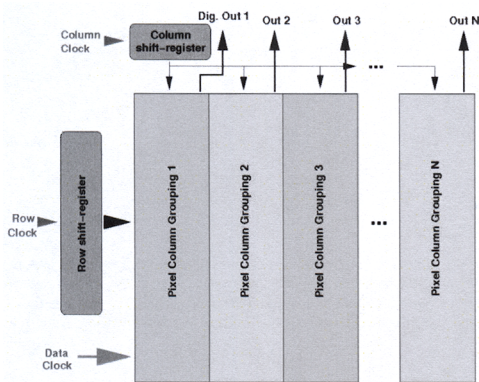 Dig. Out 1
Out 2
Out 3
Out N
Column
Clock
Column
shift-register
...
Pixel Column Grouping 1
Pixel Column Grouping 2
Pixel Column Grouping 3
...
Pixel Column Grouping N
Row shift-register
Row
Clock
Data
Clock